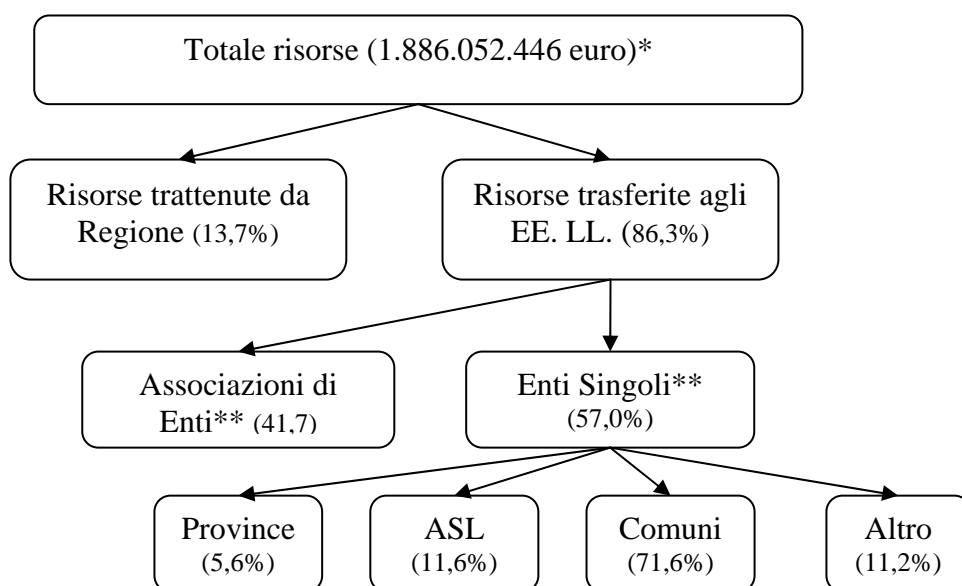 Totale risorse (1.886.052.446 euro)*
Risorse trattenute da
Regione (13,7%)
Risorse trasferite agli
EE. LL. (86,3%)
Associazioni di
Enti** (41,7)
Enti Singoli**
(57,0%)
Province
(5,6%)
ASL
(11,6%)
Comuni
(71,6%)
Altro
(11,2%)